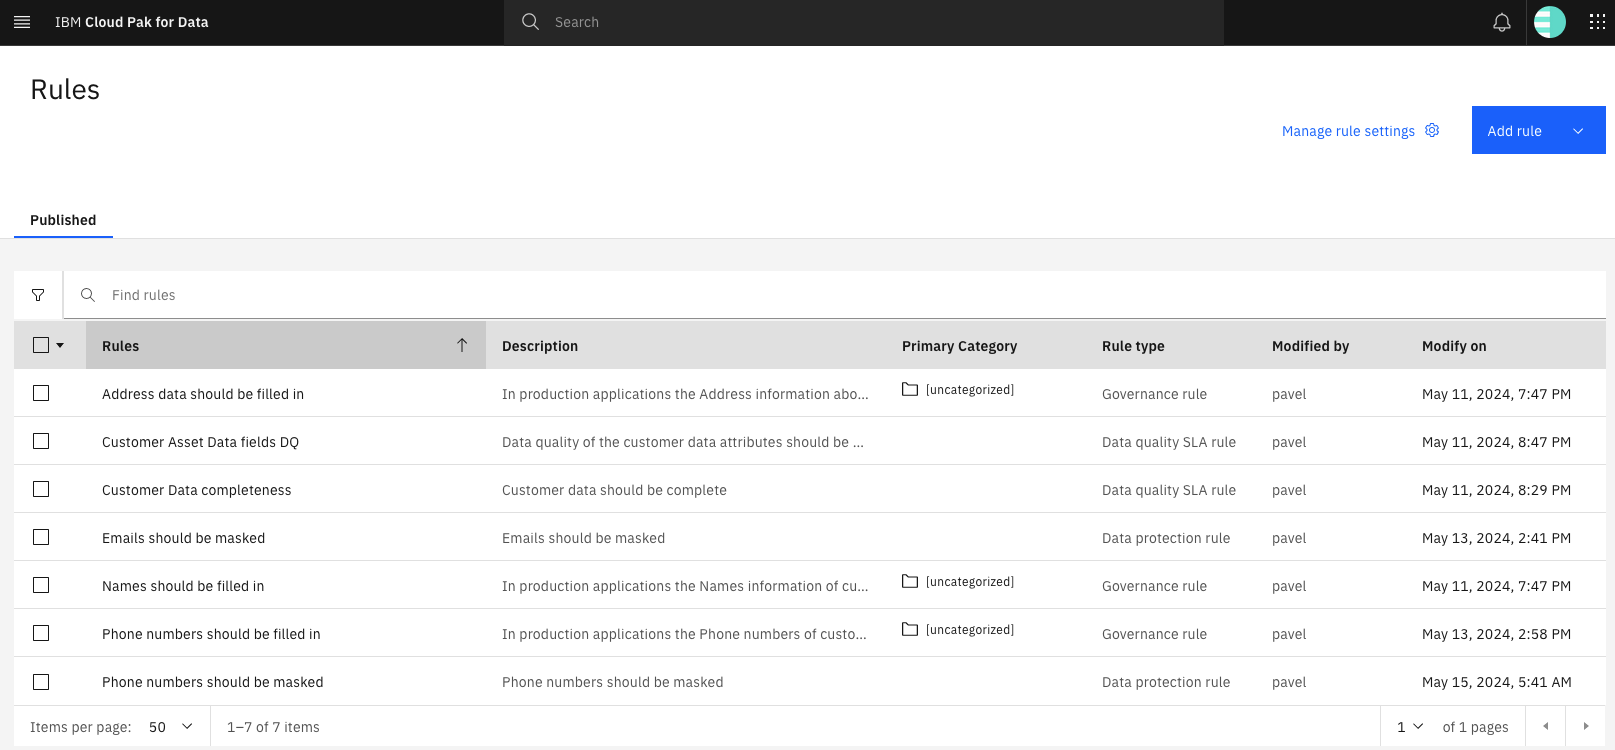 IBM Cloud Pak for Data
Search
Rules
Manage rule settings
Add rule
Published
Find rules
Rules Description Primary Category Rule type Modified by Modify on
Address data should be filled in In production applications the Address information abo... [uncategorized] Governance rule pavel May 11, 2024, 7:47 PM
Customer Asset Data fields DQ Data quality of the customer data attributes should be ... Data quality SLA rule pavel May 11, 2024, 8:47 PM
Customer Data completeness Customer data should be complete Data quality SLA rule pavel May 11, 2024, 8:29 PM
Emails should be masked Emails should be masked Data protection rule pavel May 13, 2024, 2:41 PM
Names should be filled in In production applications the Names information of cu... [uncategorized] Governance rule pavel May 11, 2024, 7:47 PM
Phone numbers should be filled in In production applications the Phone numbers of custo... [uncategorized] Governance rule pavel May 13, 2024, 2:58 PM
Phone numbers should be masked Phone numbers should be masked Data protection rule pavel May 15, 2024, 5:41 AM
Items per page: 50 1–7 of 7 items 1 of 1 pages